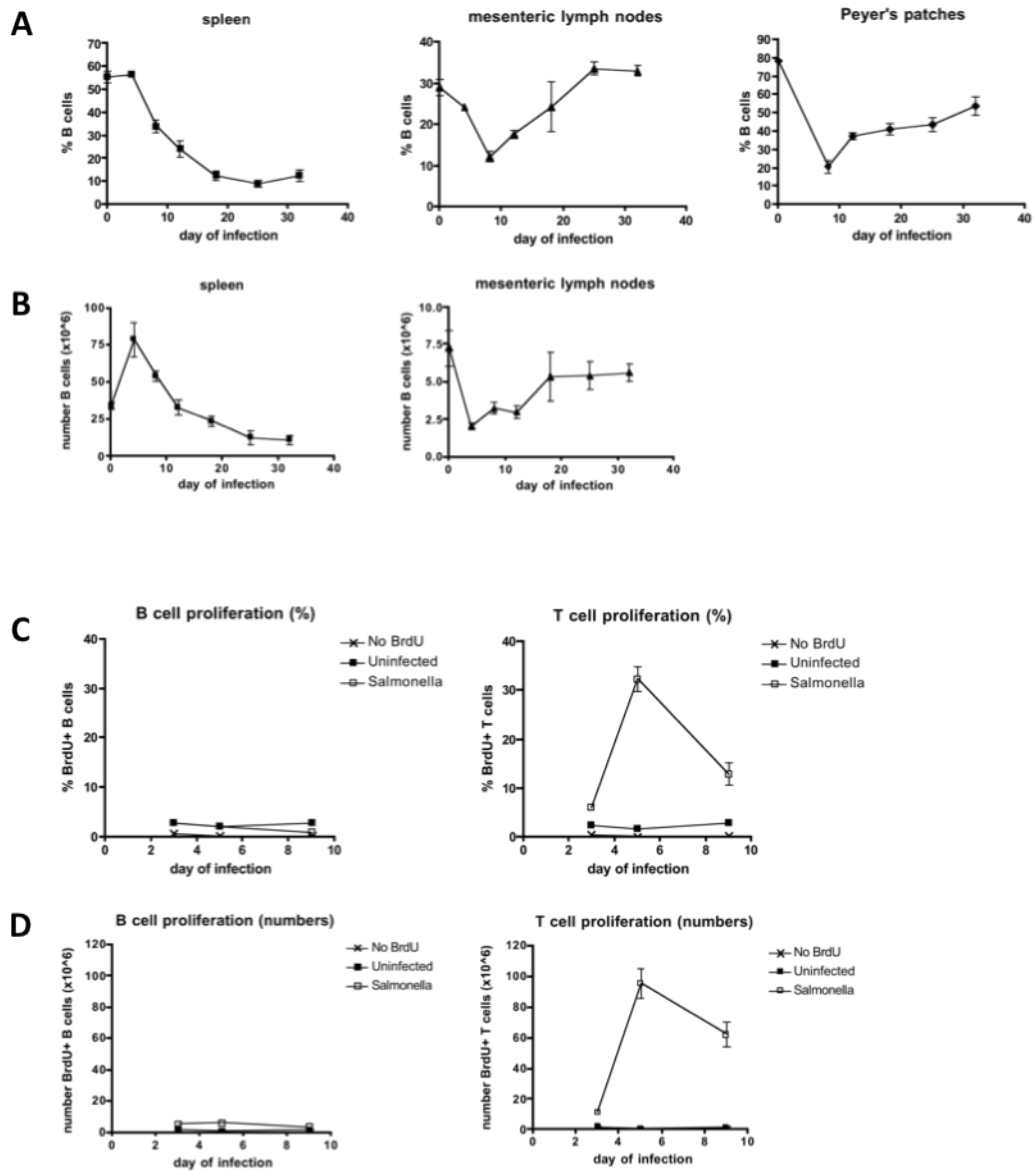 A
spleen
% B cells
70
60
50
40
30
20
10
0
0 10 20 30 40
day of infection
mesenteric lymph nodes
% B cells
40
30
20
10
0
0 10 20 30 40
day of infection
Peyer's patches
% B cells
90
80
70
60
50
40
30
20
10
0
0 10 20 30 40
day of infection
B
spleen
number B cells (x10^6)
100
75
50
25
0
0 10 20 30 40
day of infection
mesenteric lymph nodes
number B cells (x10^6)
10.0
7.5
5.0
2.5
0.0
0 10 20 30 40
day of infection
C
B cell proliferation (%)
% BrdU+ B cells
40
30
20
10
0
0 2 4 6 8 10
day of infection
No BrdU
Uninfected
Salmonella
T cell proliferation (%)
% BrdU+ T cells
40
30
20
10
0
0 2 4 6 8 10
day of infection
No BrdU
Uninfected
Salmonella
D
B cell proliferation (numbers)
number BrdU+ B cells (x10^6)
120
100
80
60
40
20
0
0 2 4 6 8 10
day of infection
No BrdU
Uninfected
Salmonella
T cell proliferation (numbers)
number BrdU+ T cells (x10^6)
120
100
80
60
40
20
0
0 2 4 6 8 10
day of infection
No BrdU
Uninfected
Salmonella